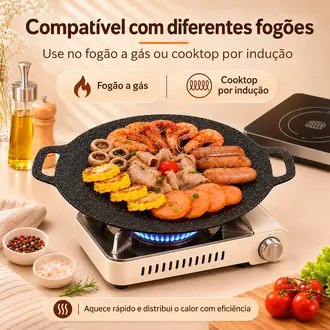 Compatível com diferentes fogões
Use no fogão a gás ou cooktop por indução
Fogão a gás
Cooktop
por indução
Aquece rápido e distribui o calor com eficiência